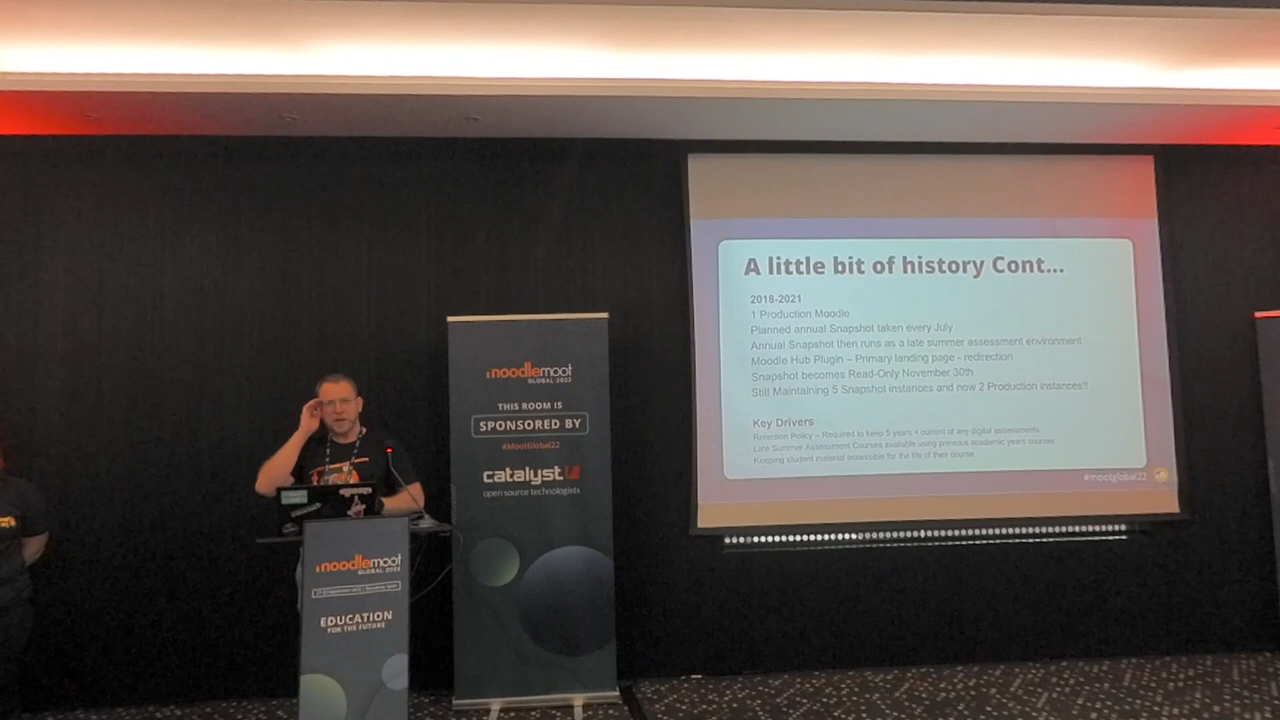 A little bit of history Cont...
2018-2021
1 Production Moodle
Planned annual Snapshot taken every July
Annual Snapshot then runs as a late summer assessment environment
Moodle Hub Plugin – Primary landing page - redirection
Snapshot becomes Read-Only November 30th
Still Maintaining 5 Snapshot instances and now 2 Production instances!!
Key Drivers
Retention Policy – Required to keep 5 years + current of any digital assessments
Late Summer Assessment Courses available using previous academic years courses
Keeping student material accessible for the life of their course
#mootglobal22
moodlemoot
GLOBAL 2022
THIS ROOM IS
SPONSORED BY
#MootGlobal22
catalyst
open source technologists
moodlemoot
GLOBAL 2022
EDUCATION
FOR THE FUTURE